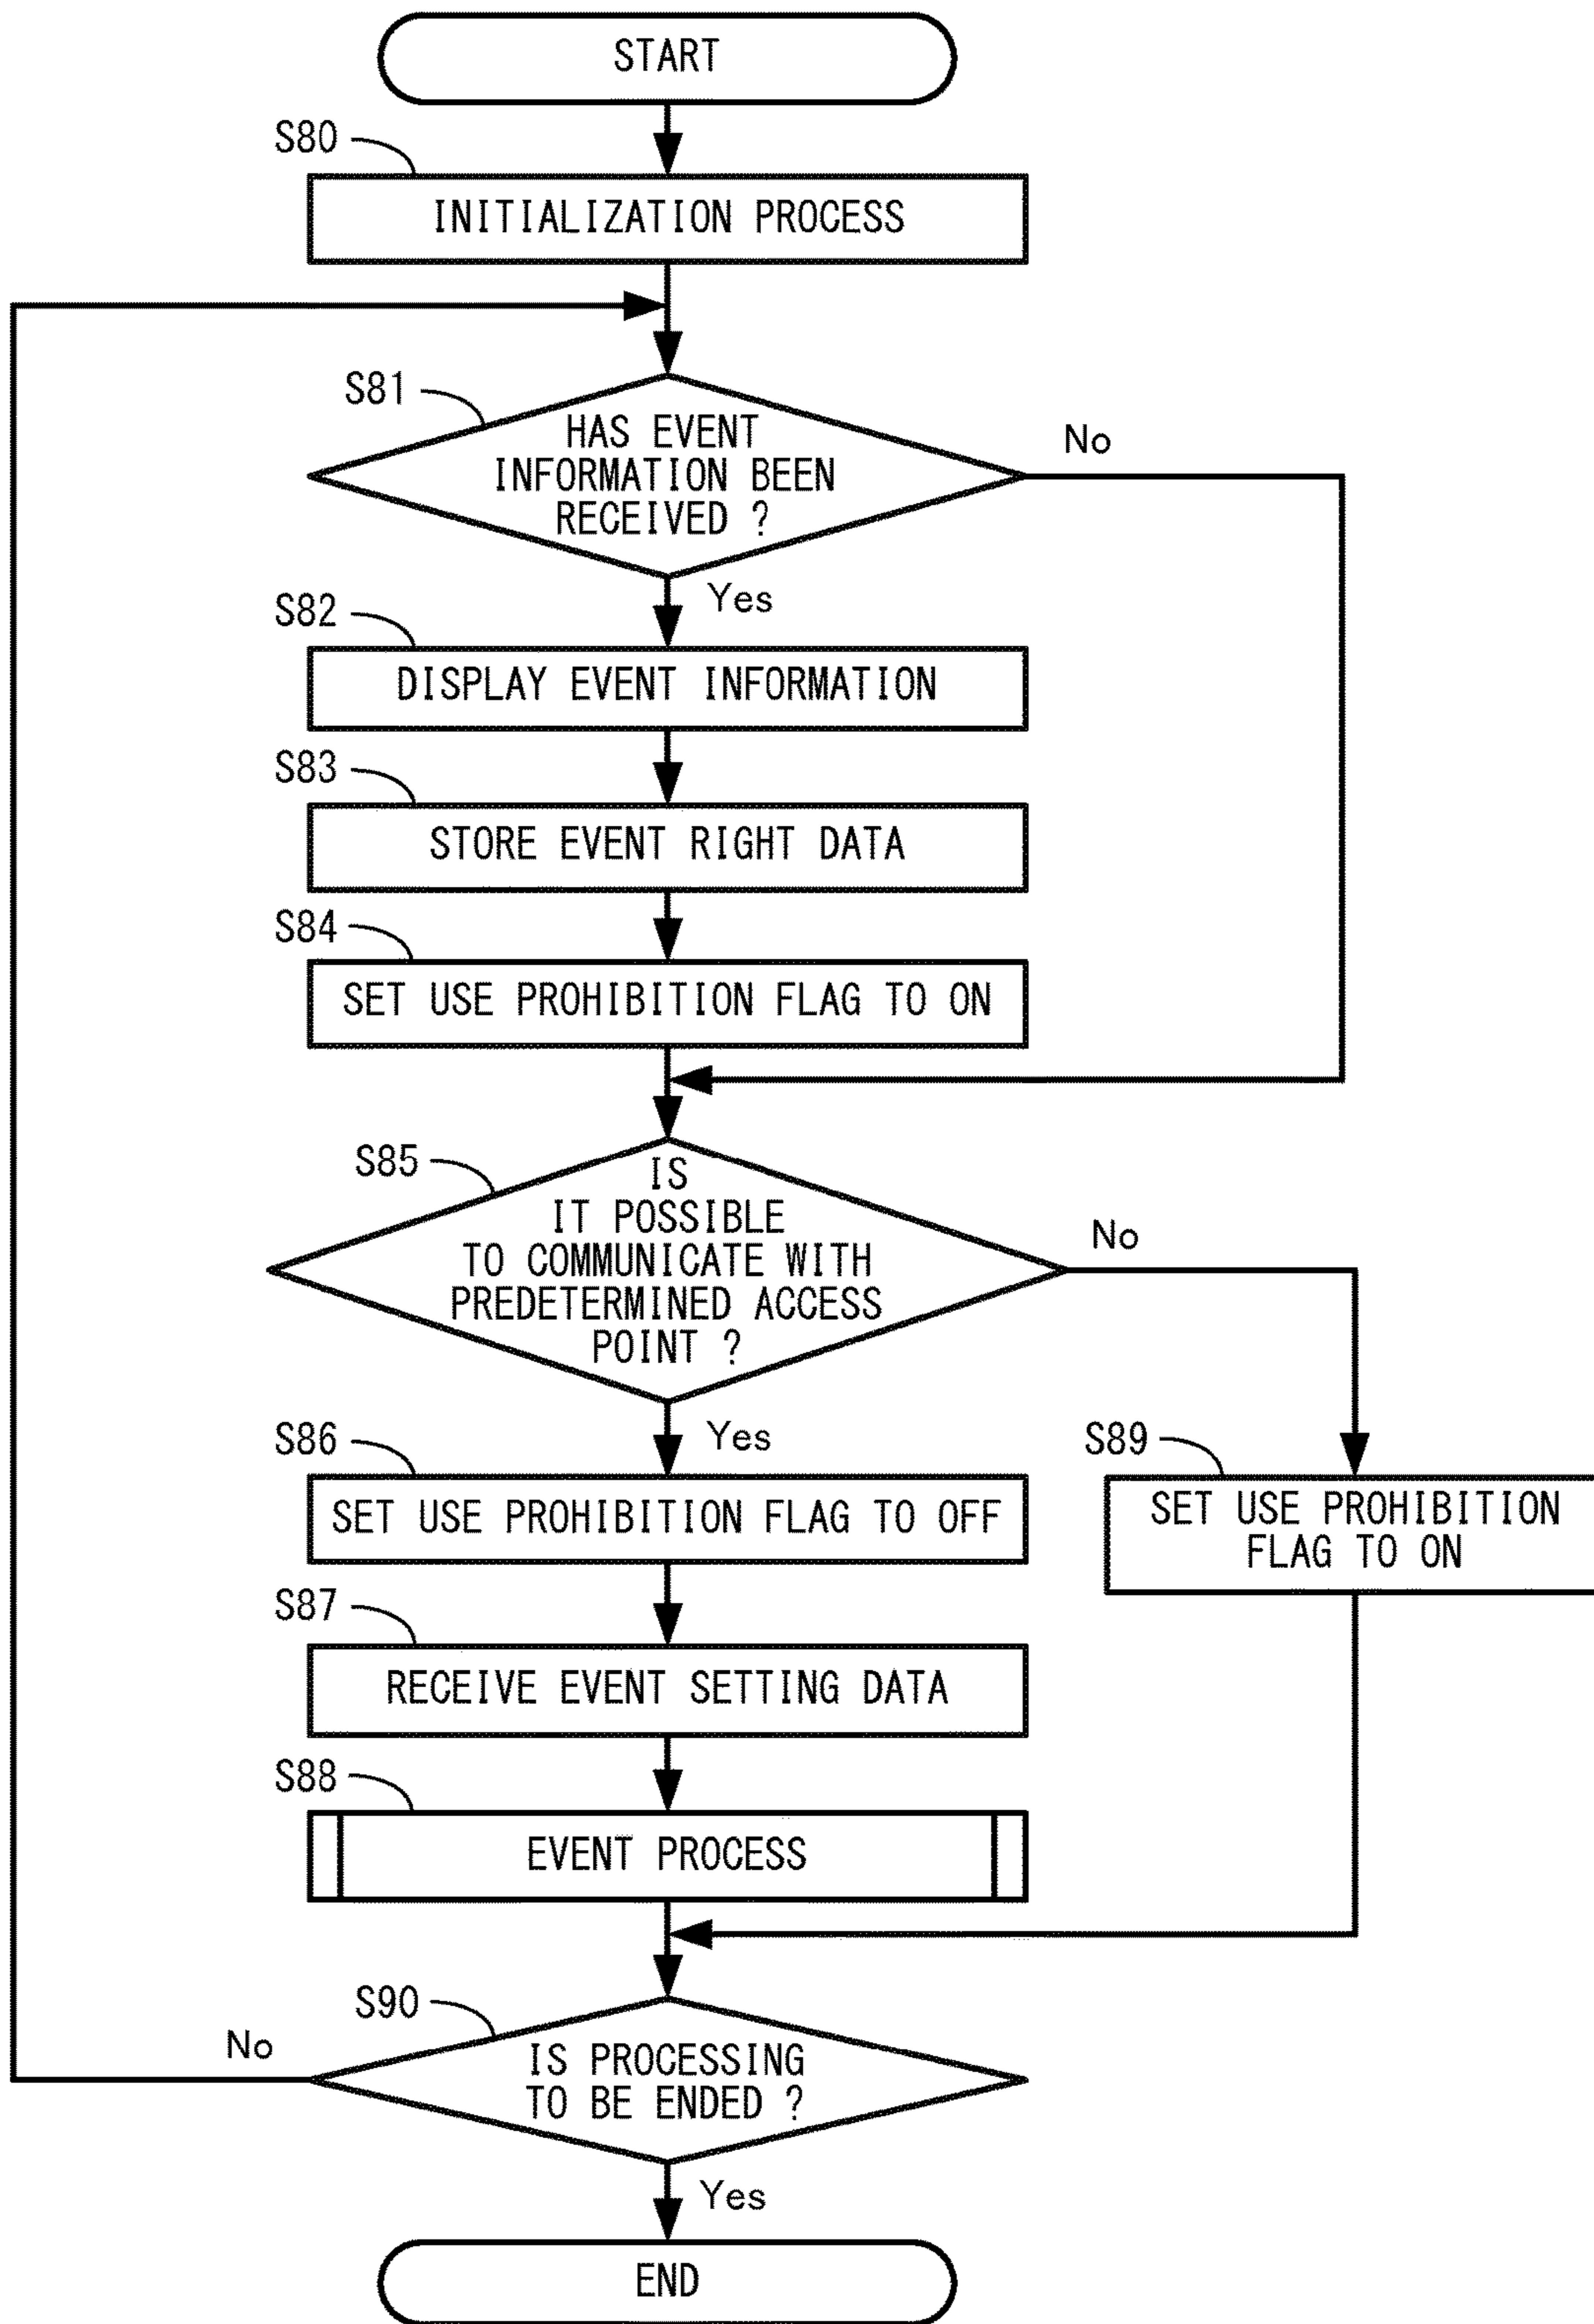 START
S80
INITIALIZATION PROCESS
S81
HAS EVENT
INFORMATION BEEN
RECEIVED ?
No
Yes
S82
DISPLAY EVENT INFORMATION
S83
STORE EVENT RIGHT DATA
S84
SET USE PROHIBITION FLAG TO ON
S85
IS
IT POSSIBLE
TO COMMUNICATE WITH
PREDETERMINED ACCESS
POINT ?
No
Yes
S86
SET USE PROHIBITION FLAG TO OFF
S89
SET USE PROHIBITION
FLAG TO ON
S87
RECEIVE EVENT SETTING DATA
S88
EVENT PROCESS
S90
No
IS PROCESSING
TO BE ENDED ?
Yes
END